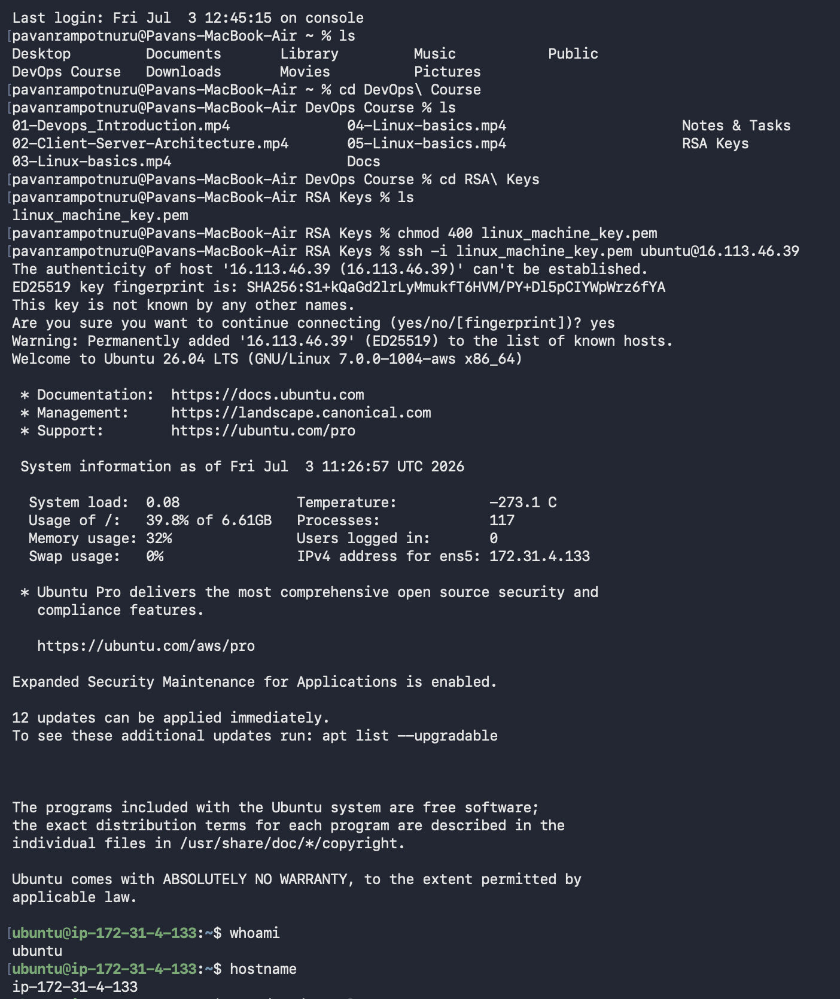 Last login: Fri Jul  3 12:45:15 on console
[pavanrampotnuru@Pavans-MacBook-Air ~ % ls
Desktop         Documents       Library         Music           Public
DevOps Course   Downloads       Movies          Pictures
[pavanrampotnuru@Pavans-MacBook-Air ~ % cd DevOps\ Course
[pavanrampotnuru@Pavans-MacBook-Air DevOps Course % ls
01-Devops_Introduction.mp4              04-Linux-basics.mp4                     Notes & Tasks
02-Client-Server-Architecture.mp4       05-Linux-basics.mp4                     RSA Keys
03-Linux-basics.mp4                     Docs
[pavanrampotnuru@Pavans-MacBook-Air DevOps Course % cd RSA\ Keys
[pavanrampotnuru@Pavans-MacBook-Air RSA Keys % ls
linux_machine_key.pem
[pavanrampotnuru@Pavans-MacBook-Air RSA Keys % chmod 400 linux_machine_key.pem
[pavanrampotnuru@Pavans-MacBook-Air RSA Keys % ssh -i linux_machine_key.pem ubuntu@16.113.46.39
The authenticity of host '16.113.46.39 (16.113.46.39)' can't be established.
ED25519 key fingerprint is: SHA256:S1+kQaGd2lrLyMmukfT6HVM/PY+Dl5pCIYWpWrz6fYA
This key is not known by any other names.
Are you sure you want to continue connecting (yes/no/[fingerprint])? yes
Warning: Permanently added '16.113.46.39' (ED25519) to the list of known hosts.
Welcome to Ubuntu 26.04 LTS (GNU/Linux 7.0.0-1004-aws x86_64)

 * Documentation:  https://docs.ubuntu.com
 * Management:     https://landscape.canonical.com
 * Support:        https://ubuntu.com/pro

 System information as of Fri Jul  3 11:26:57 UTC 2026

  System load:  0.08              Temperature:           -273.1 C
  Usage of /:   39.8% of 6.61GB   Processes:             117
  Memory usage: 32%               Users logged in:       0
  Swap usage:   0%                IPv4 address for ens5: 172.31.4.133

 * Ubuntu Pro delivers the most comprehensive open source security and
   compliance features.

   https://ubuntu.com/aws/pro

Expanded Security Maintenance for Applications is enabled.

12 updates can be applied immediately.
To see these additional updates run: apt list --upgradable

The programs included with the Ubuntu system are free software;
the exact distribution terms for each program are described in the
individual files in /usr/share/doc/*/copyright.

Ubuntu comes with ABSOLUTELY NO WARRANTY, to the extent permitted by
applicable law.

[ubuntu@ip-172-31-4-133:~$ whoami
ubuntu
[ubuntu@ip-172-31-4-133:~$ hostname
ip-172-31-4-133